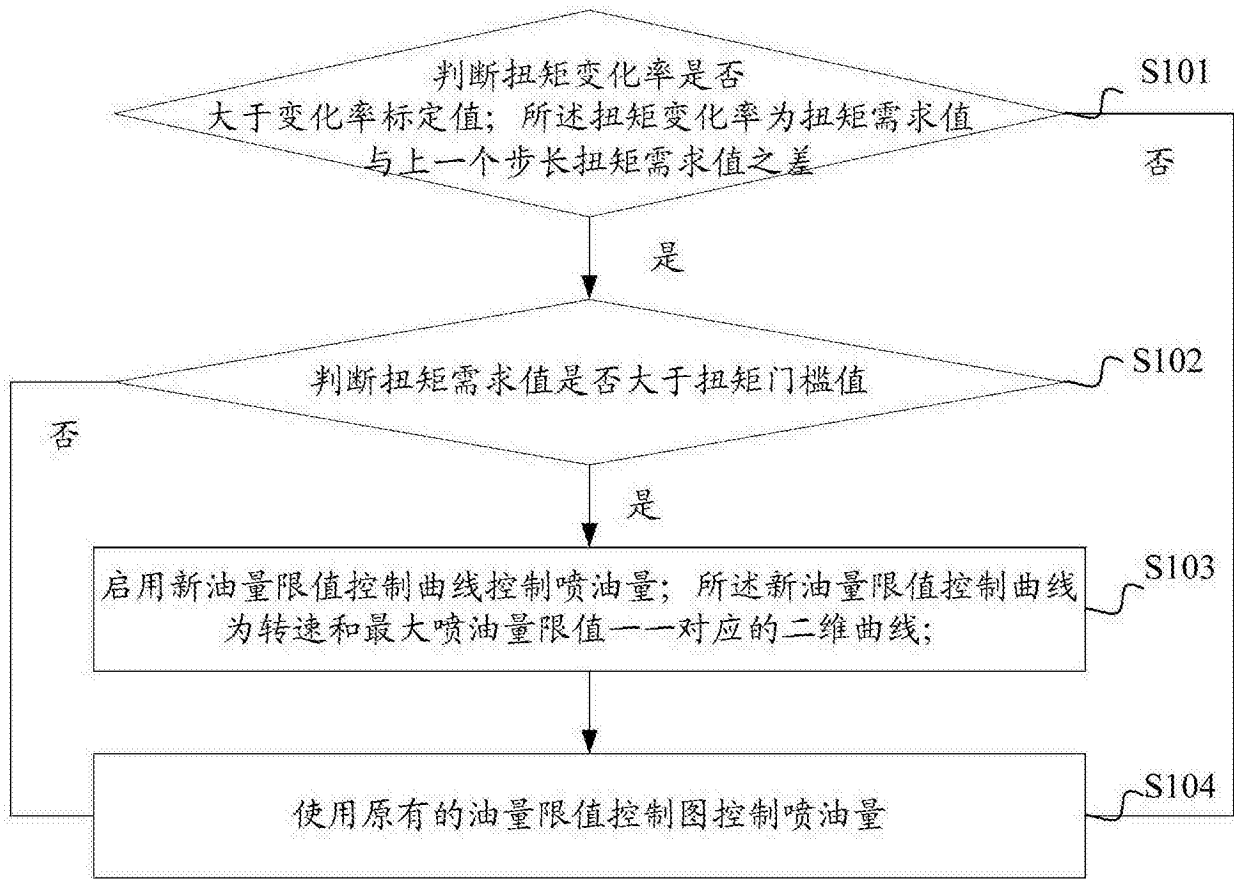 判断扭矩变化率是否
S101
大于变化率标定值；所述扭矩变化率为扭矩需求值
与上一个步长扭矩需求值之差
否
是
S102
判断扭矩需求值是否大于扭矩门槛值
否
是
S103
启用新油量限值控制曲线控制喷油量；所述新油量限值控制曲线
为转速和最大喷油量限值一一对应的二维曲线；
S104
使用原有的油量限值控制图控制喷油量